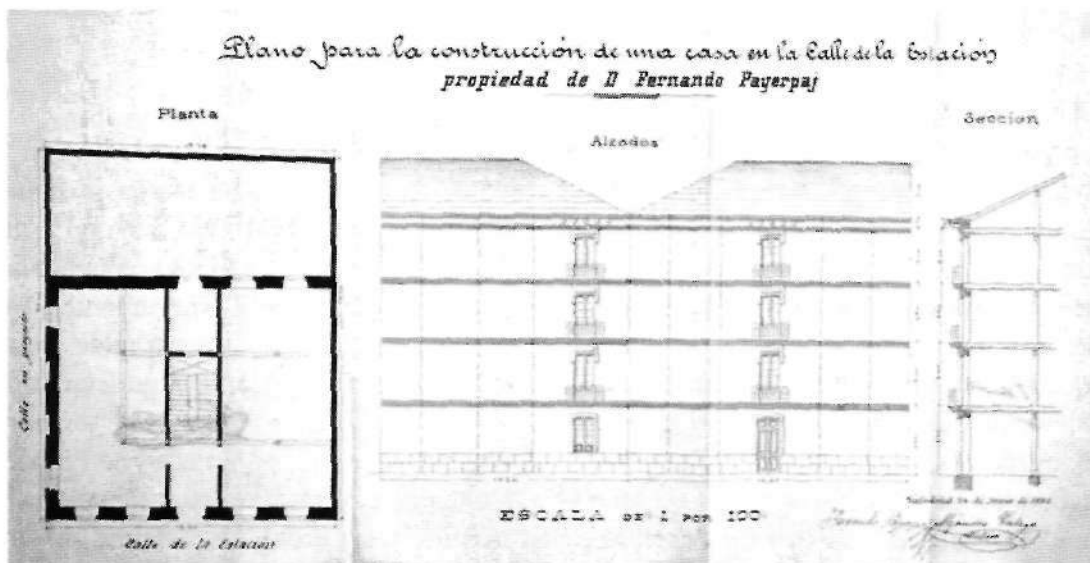 Plano para la construcción de una casa en la Calle de la Estación
propiedad de D Fernando Payerpaj
Planta
Alzados
Seccion
Calle en proyecto
Calle de la Estacion
ESCALA DE 1 POR 100